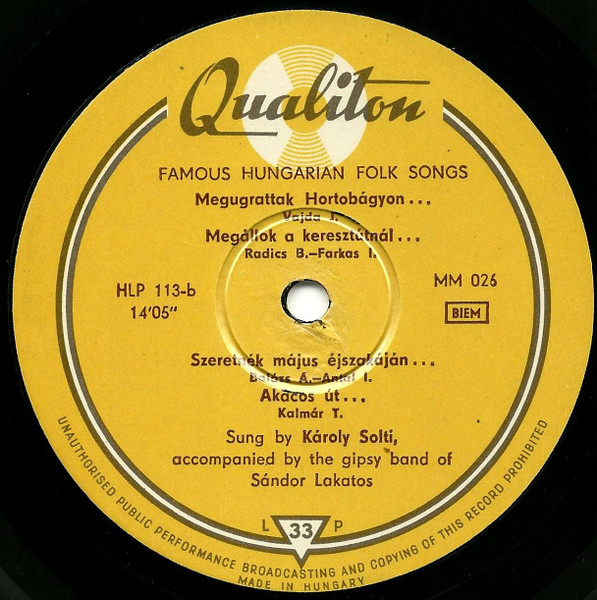 Qualiton
FAMOUS HUNGARIAN FOLK SONGS
Megugrattak Hortobágyon...
Vajda J.
Megállok a keresztútnál...
Radics B.–Farkas I.
HLP 113-b
14'05"
MM 026
BIEM
Szeretnék május éjszakáján...
Balázs Á.–Antal I.
Akácos út...
Kalmár T.
Sung by Károly Solti,
accompanied by the gipsy band of
Sándor Lakatos
L 33 P
UNAUTHORISED PUBLIC PERFORMANCE BROADCASTING AND COPYING OF THIS RECORD PROHIBITED
MADE IN HUNGARY